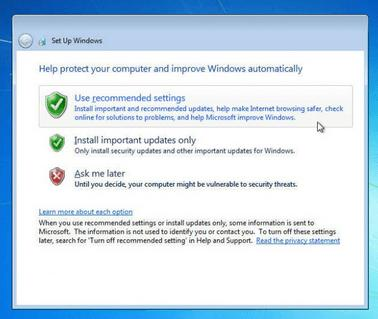 Set Up Windows
Help protect your computer and improve Windows automatically
Use recommended settings
Install important and recommended updates, help make Internet browsing safer, check
online for solutions to problems, and help Microsoft improve Windows.
Install important updates only
Only install security updates and other important updates for Windows.
Ask me later
Until you decide, your computer might be vulnerable to security threats.
Learn more about each option
When you use recommended settings or install updates only, some information is sent to
Microsoft. The information is not used to identify you or contact you. To turn off these settings
later, search for 'Turn off recommended setting' in Help and Support. Read the privacy statement